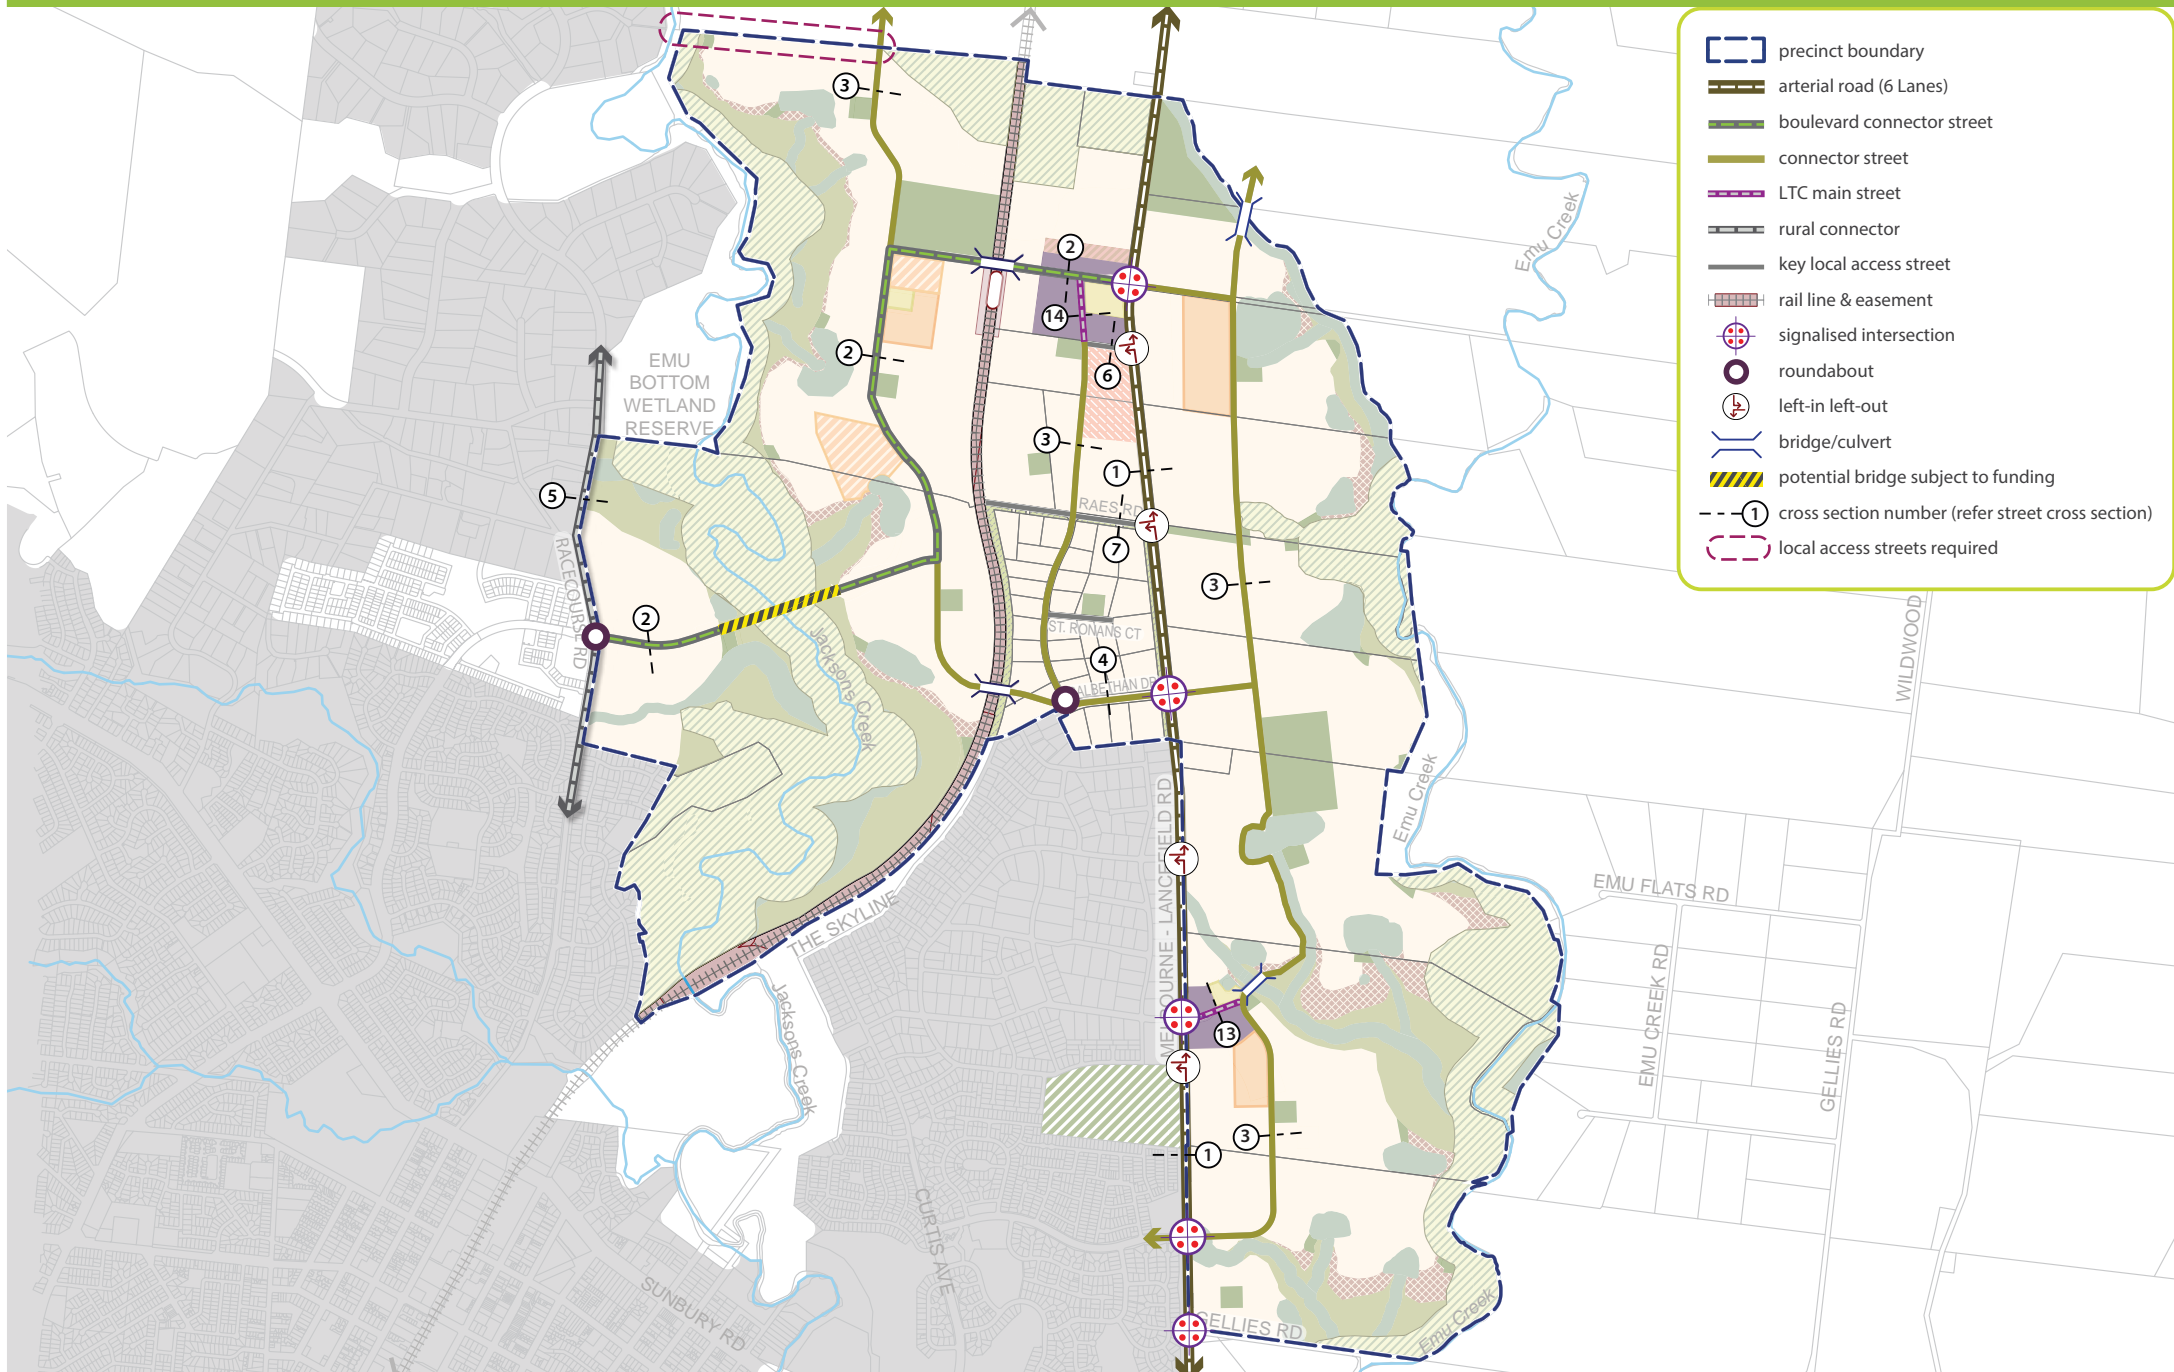 precinct boundary
arterial road (6 Lanes)
boulevard connector street
connector street
LTC main street
rural connector
key local access street
rail line & easement
signalised intersection
roundabout
left-in left-out
bridge/culvert
potential bridge subject to funding
1 cross section number (refer street cross section)
local access streets required
3
Emu Creek
2
14
2
6
EMU
BOTTOM
WETLAND
RESERVE
3
1
5
RAES RD
7
3
RACECOURSE RD
2
ST. RONANS CT
4
ALBETHAN DR
Jacksons Creek
WILDWOOD
Emu Creek
MELBOURNE - LANCEFIELD RD
EMU FLATS RD
THE SKYLINE
EMU CREEK RD
GELLIES RD
Jacksons Creek
13
3
1
CURTIS AVE
SUNBURY RD
GELLIES RD
Emu Creek